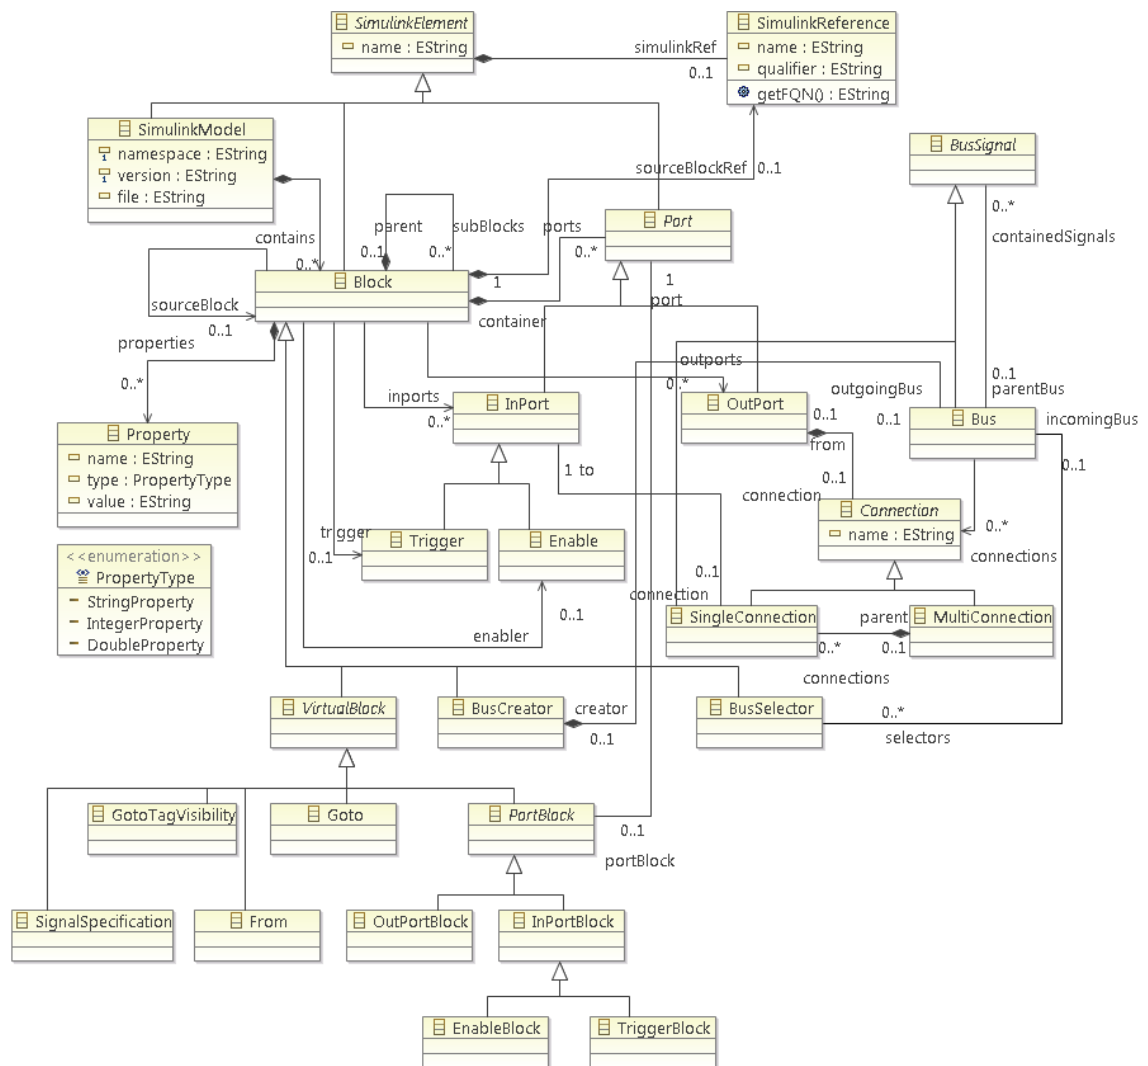 SimulinkElement
name : EString
simulinkRef
0..1
SimulinkReference
name : EString
qualifier : EString
getFQN() : EString
SimulinkModel
1 namespace : EString
1 version : EString
file : EString
BusSignal
sourceBlockRef 0..1
0..*
containedSignals
contains
0..*
parent
0..1
subBlocks
0..*
ports
0..*
Port
1
port
Block
1
container
sourceBlock
0..1
properties
0..*
inports
0..*
outports
0..*
outgoingBus
0..1
0..1
parentBus
incomingBus
0..1
Property
name : EString
type : PropertyType
value : EString
InPort
OutPort
0..1
from
0..1
connection
Bus
1 to
Connection
name : EString
0..*
connections
<<enumeration>>
PropertyType
StringProperty
IntegerProperty
DoubleProperty
trigger
0..1
Trigger
Enable
0..1
enabler
0..1
connection
SingleConnection
parent
0..1
MultiConnection
0..*
connections
VirtualBlock
BusCreator
creator
0..1
BusSelector
0..*
selectors
GotoTagVisibility
Goto
PortBlock
0..1
portBlock
SignalSpecification
From
OutPortBlock
InPortBlock
EnableBlock
TriggerBlock